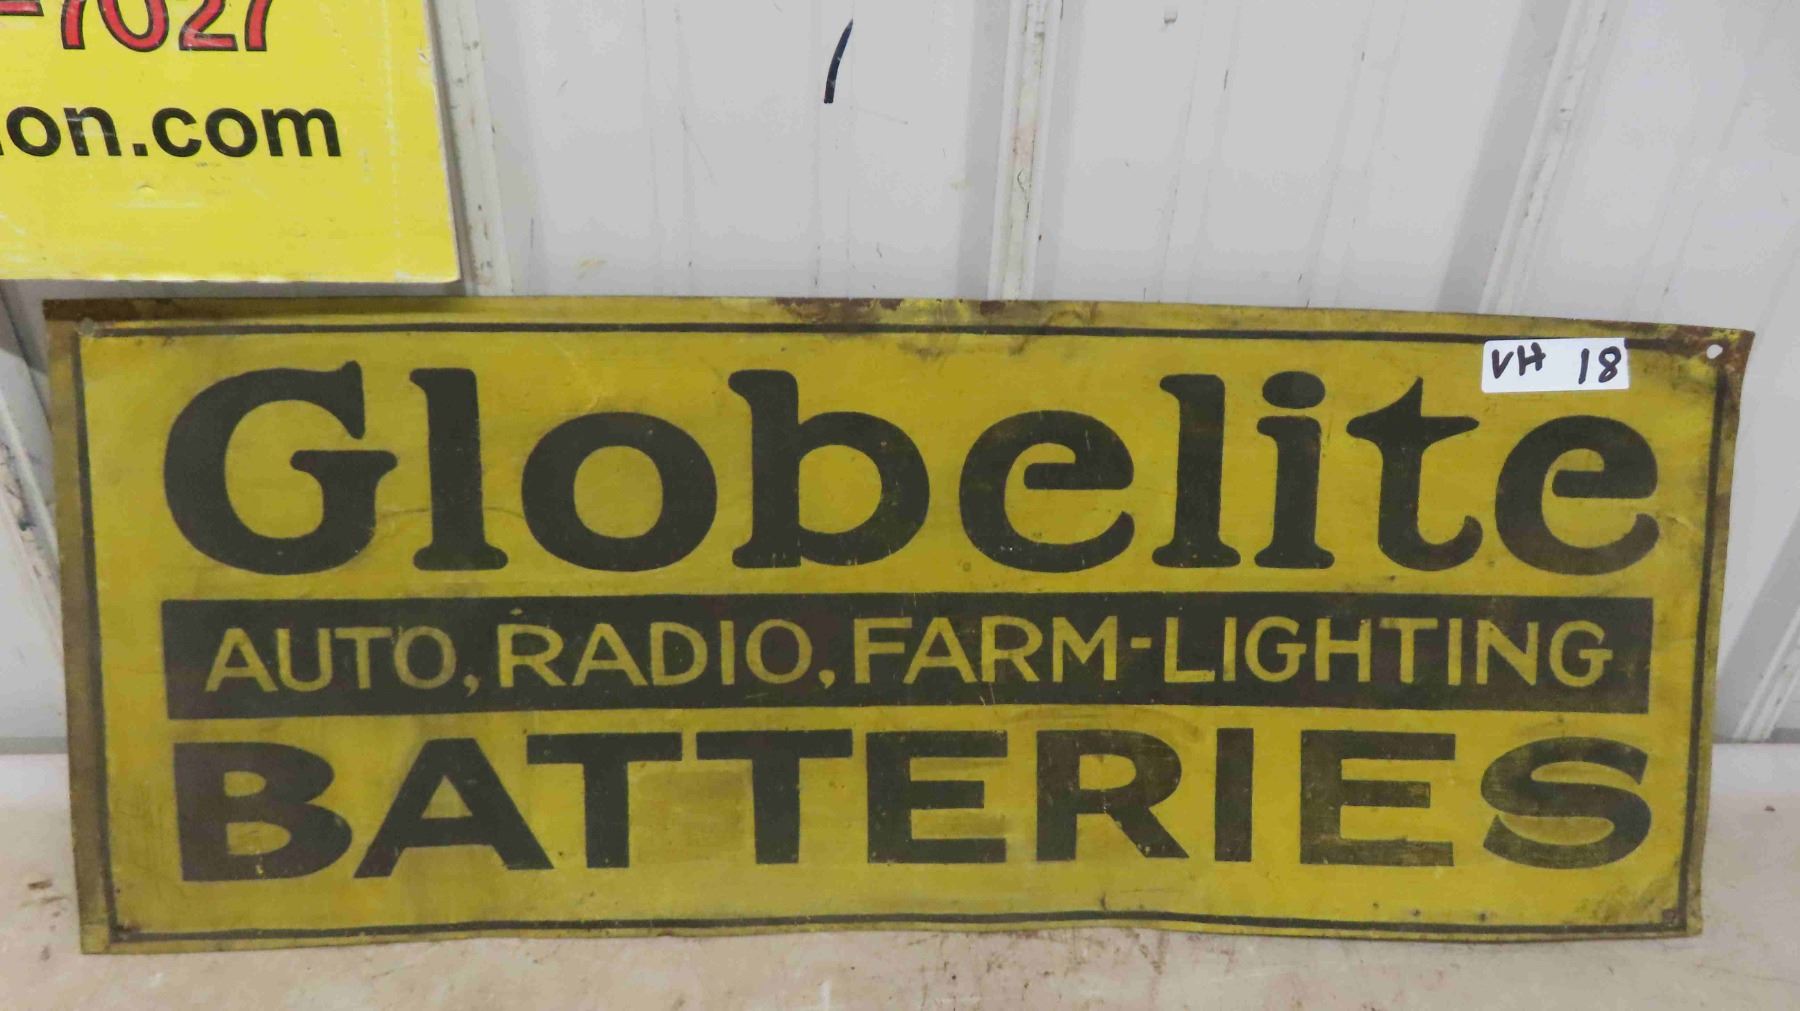 -7027
on.com
VH 18
Globelite
AUTO, RADIO, FARM-LIGHTING
BATTERIES